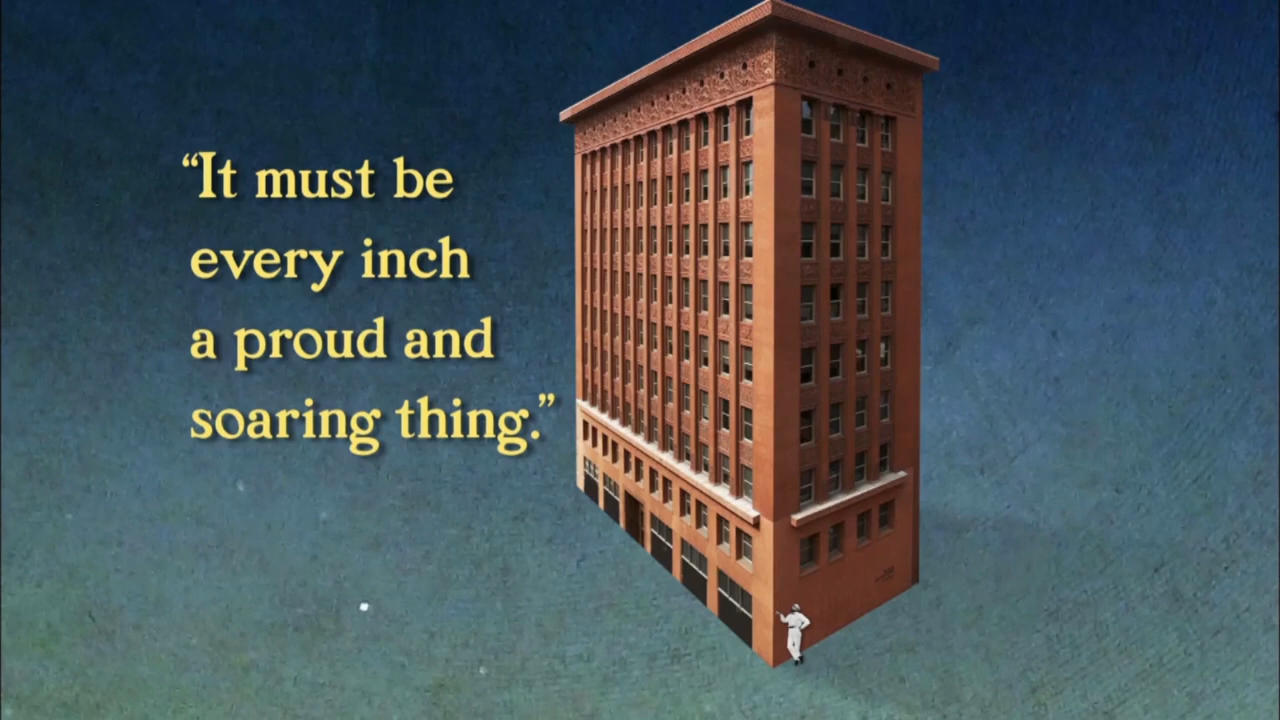 “It must be
every inch
a proud and
soaring thing.”